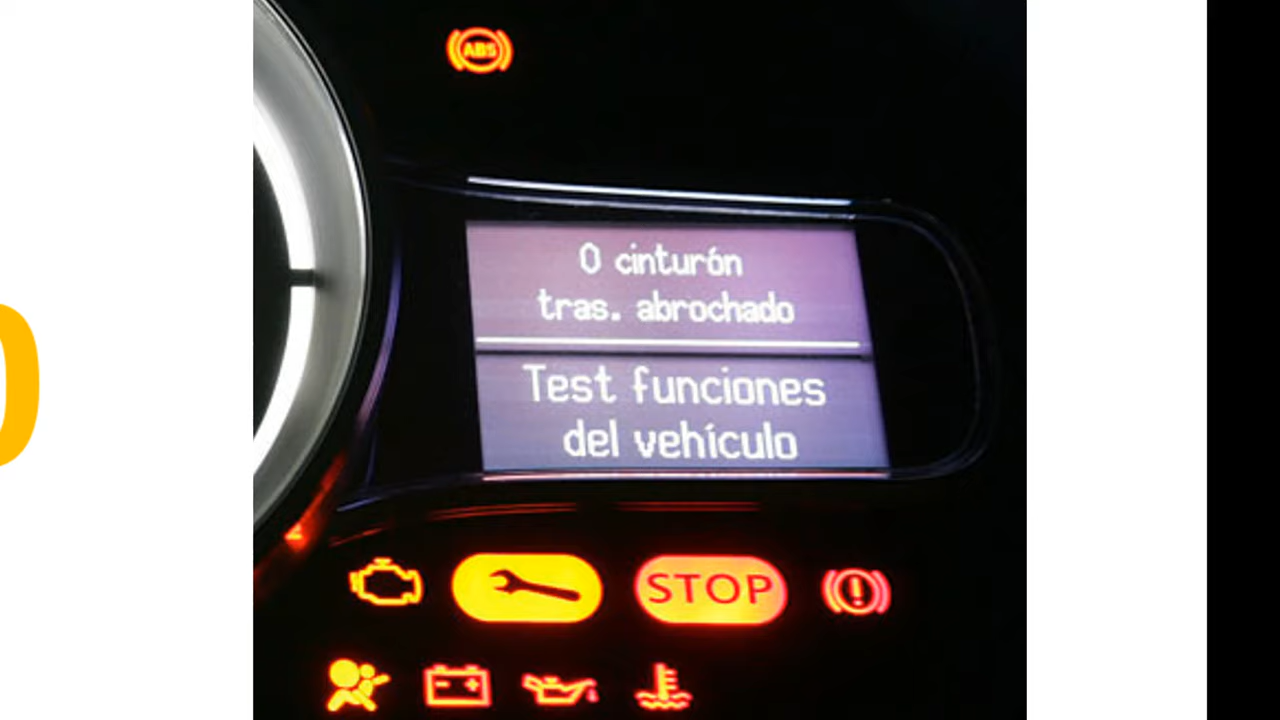 ABS
0 cinturón
tras. abrochado
Test funciones
del vehículo
STOP